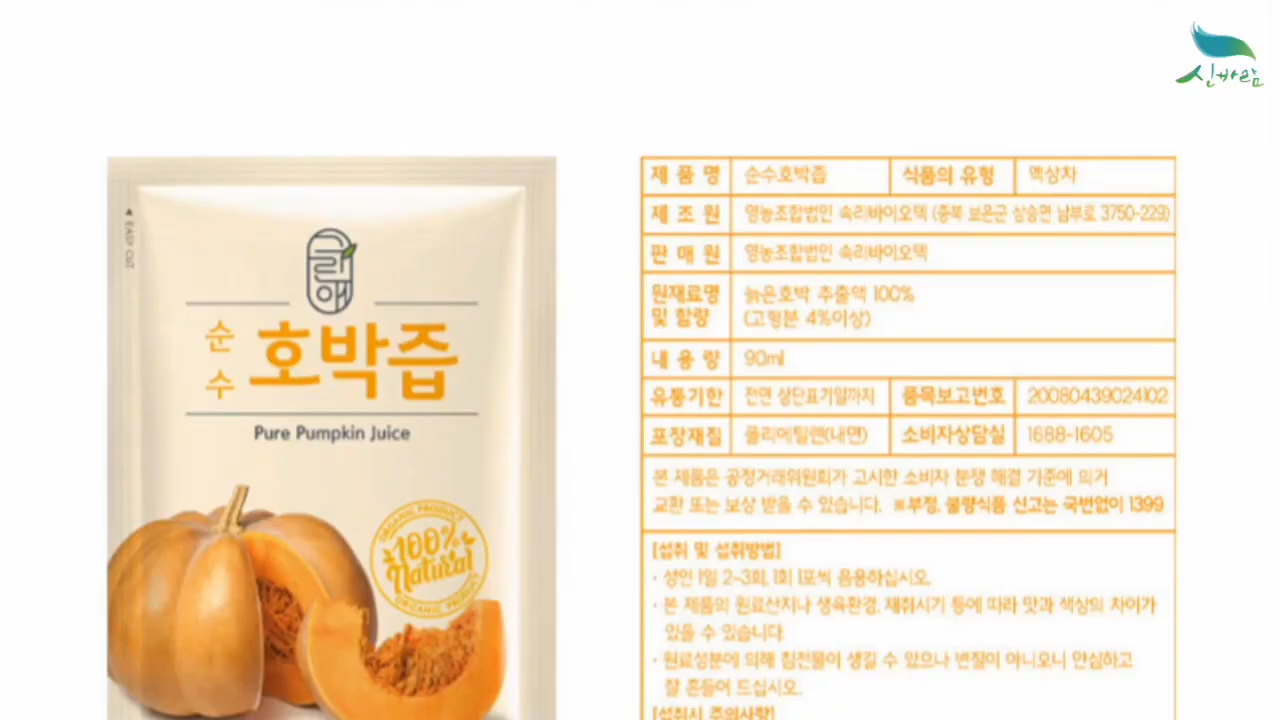 신바람
EASY CUT
끌리애
순수 호박즙
Pure Pumpkin Juice
ORGANIC PRODUCT
100%
Natural
ORGANIC PRODUCT
제품명 순수호박즙 식품의 유형 액상차
제조원 영농조합법인 속리바이오텍 (충북 보은군 삼승면 남부로 3750-229)
판매원 영농조합법인 속리바이오텍
원재료명 및 함량 늙은호박 추출액 100%
(고형분 4%이상)
내용량 90ml
유통기한 전면 상단표기일까지 품목보고번호 20080439024102
포장재질 폴리에틸렌(내면) 소비자상담실 1688-1605
본 제품은 공정거래위원회가 고시한 소비자 분쟁 해결 기준에 의거
교환 또는 보상 받을 수 있습니다. ※부정, 불량식품 신고는 국번없이 1399
[섭취 및 섭취방법]
· 성인 1일 2~3회, 1회 1포씩 음용하십시오.
· 본 제품의 원료산지나 생육환경, 채취시기 등에 따라 맛과 색상의 차이가
있을 수 있습니다.
· 원료성분에 의해 침전물이 생길 수 있으나 변질이 아니오니 안심하고
잘 흔들어 드십시오.
[섭취시 주의사항]